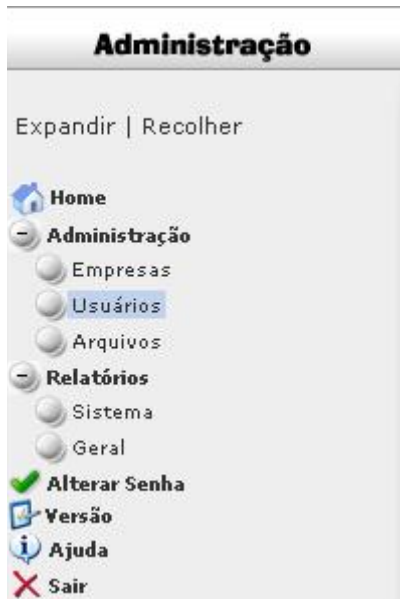 Administração
Expandir | Recolher
Home
Administração
Empresas
Usuários
Arquivos
Relatórios
Sistema
Geral
Alterar Senha
Versão
Ajuda
Sair